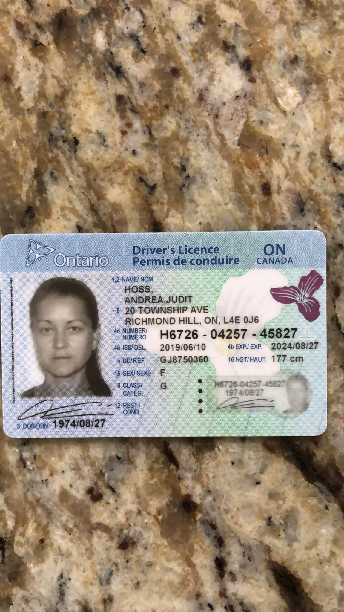 Ontario
Driver's Licence
Permis de conduire
ON
CANADA
1,2 NAME/NOM
HOSS,
ANDREA,JUDIT
8 20 TOWNSHIP AVE
RICHMOND HILL, ON, L4E 0J6
4d NUMBER/
NUMÉRO H6726 - 04257 - 45827
4a ISS/DÉL 2019/06/10 4b EXP./EXP. 2024/08/27
5 DD/REF GJ8750360 16 HGT/HAUT 177 cm
15 SEX/SEXE F
9 CLASS/
CATÉG. G
12 REST/
COND.
H6726-04257-45827
1974/08/27
3 DOB/DDN 1974/08/27